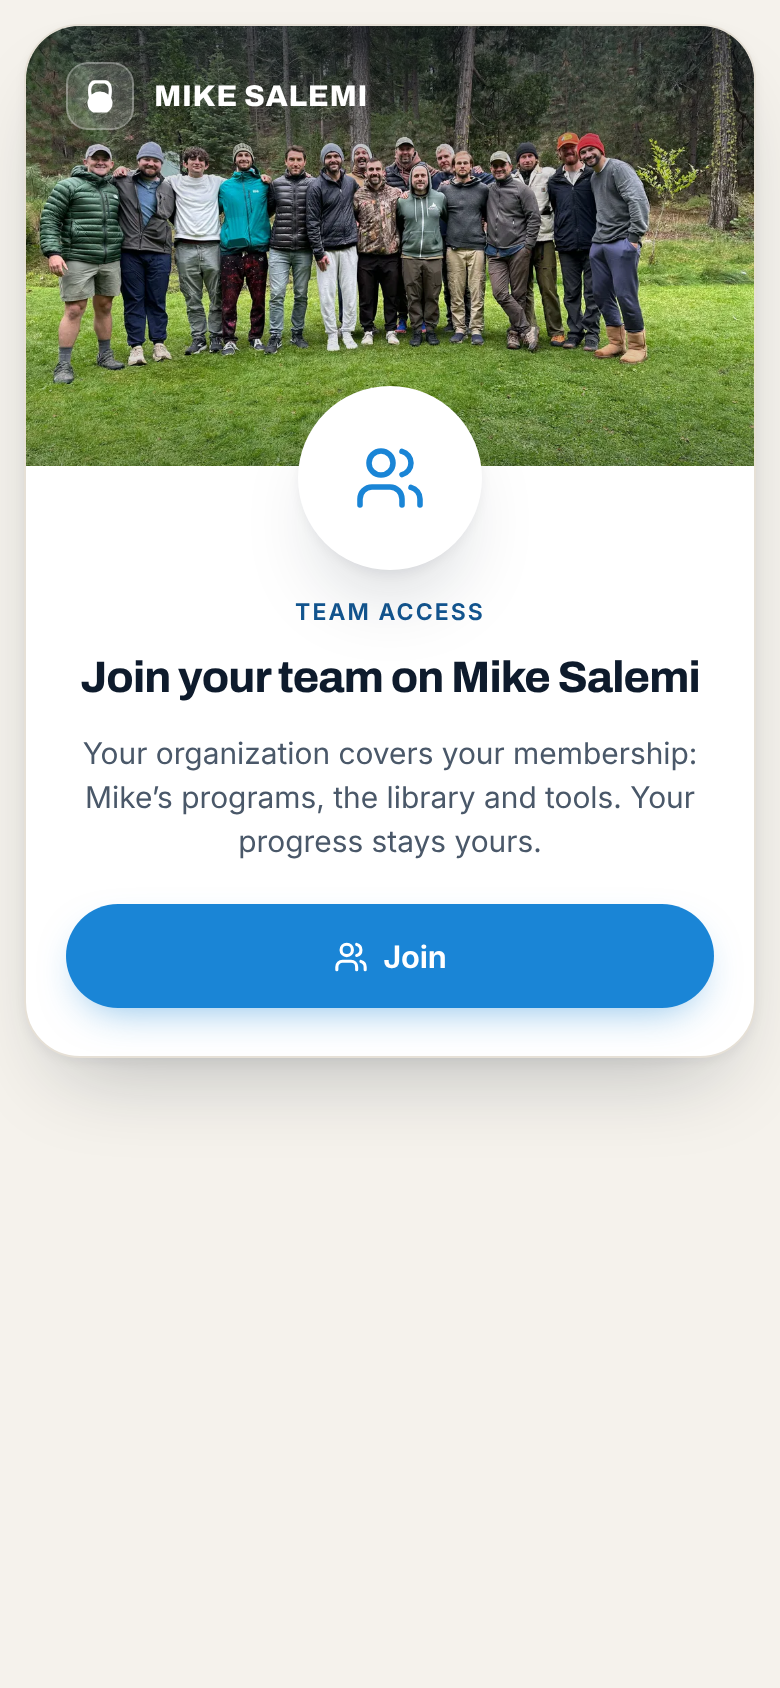 MIKE SALEMI
TEAM ACCESS
Join your team on Mike Salemi
Your organization covers your membership:
Mike’s programs, the library and tools. Your
progress stays yours.
Join